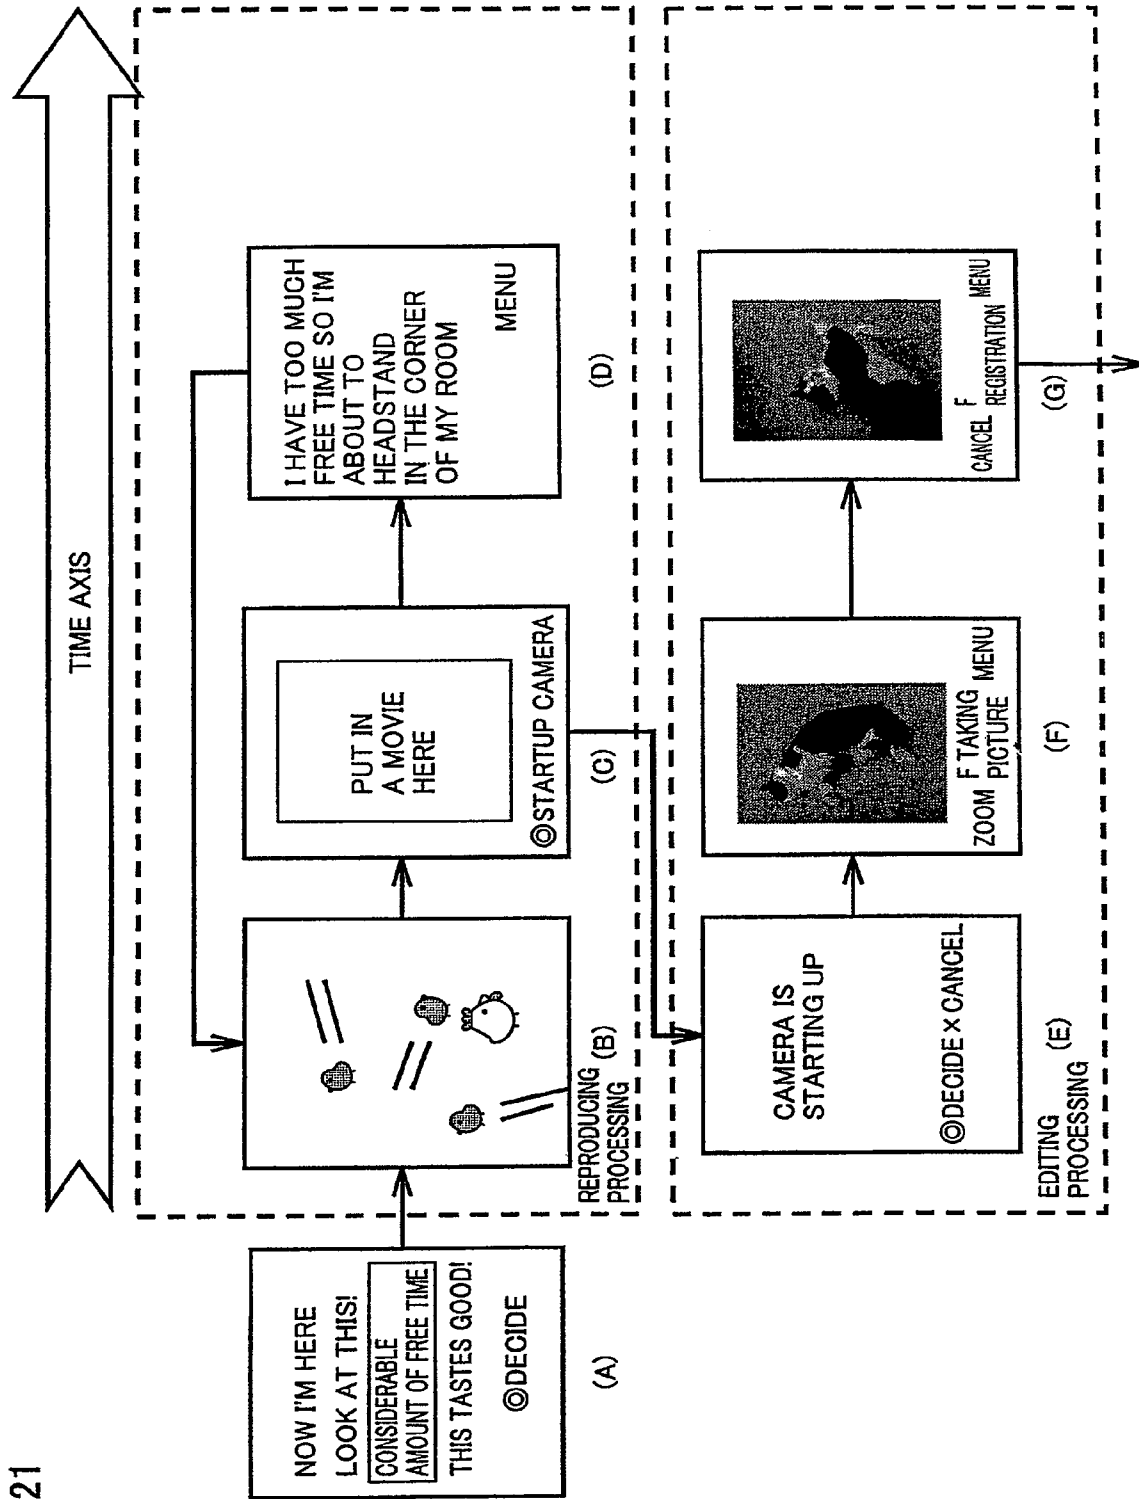 21
TIME AXIS
NOW I'M HERE
LOOK AT THIS!
CONSIDERABLE
AMOUNT OF FREE TIME
THIS TASTES GOOD!
◎DECIDE
(A)
REPRODUCING
PROCESSING
(B)
PUT IN
A MOVIE
HERE
◎STARTUP CAMERA
(C)
I HAVE TOO MUCH
FREE TIME SO I'M
ABOUT TO
HEADSTAND
IN THE CORNER
OF MY ROOM
MENU
(D)
CAMERA IS
STARTING UP
◎DECIDE×CANCEL
(E)
EDITING
PROCESSING
ZOOM F TAKING MENU
PICTURE
(F)
CANCEL F MENU
REGISTRATION
(G)